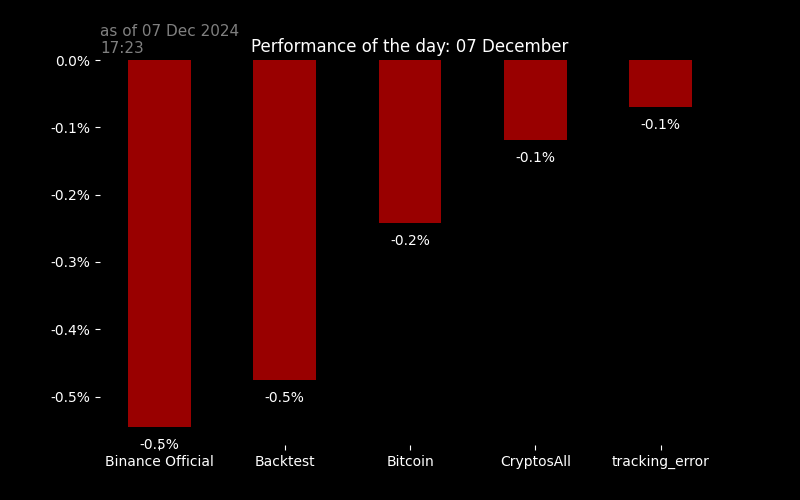 as of 07 Dec 2024
17:23
Performance of the day: 07 December
0.0%
-0.1%
-0.2%
-0.3%
-0.4%
-0.5%
-0.5%
-0.5%
-0.2%
-0.1%
-0.1%
Binance Official
Backtest
Bitcoin
CryptosAll
tracking_error